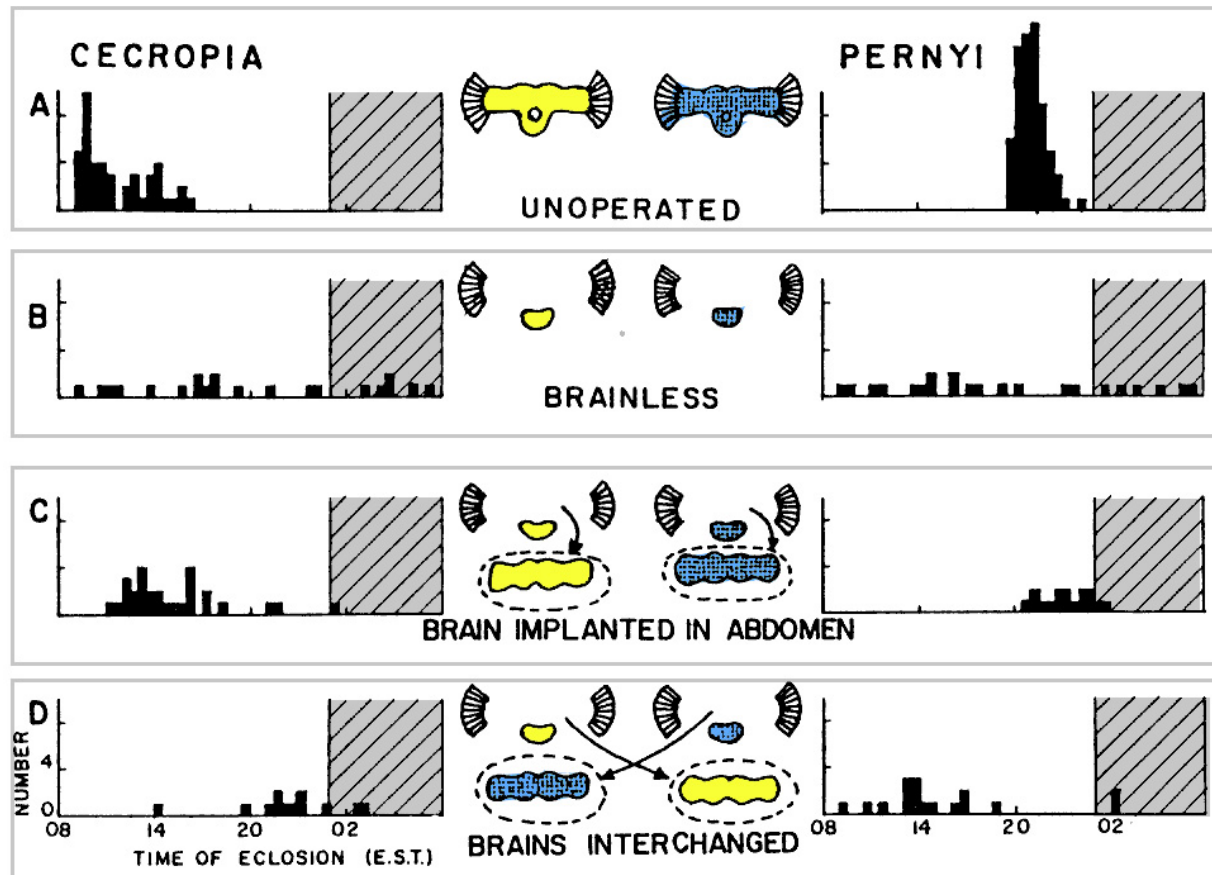 CECROPIA
PERNYI
A
UNOPERATED
B
BRAINLESS
C
BRAIN IMPLANTED IN ABDOMEN
D
NUMBER
4
0
08 14 20 02
08 14 20 02
TIME OF ECLOSION (E.S.T.)
BRAINS INTERCHANGED